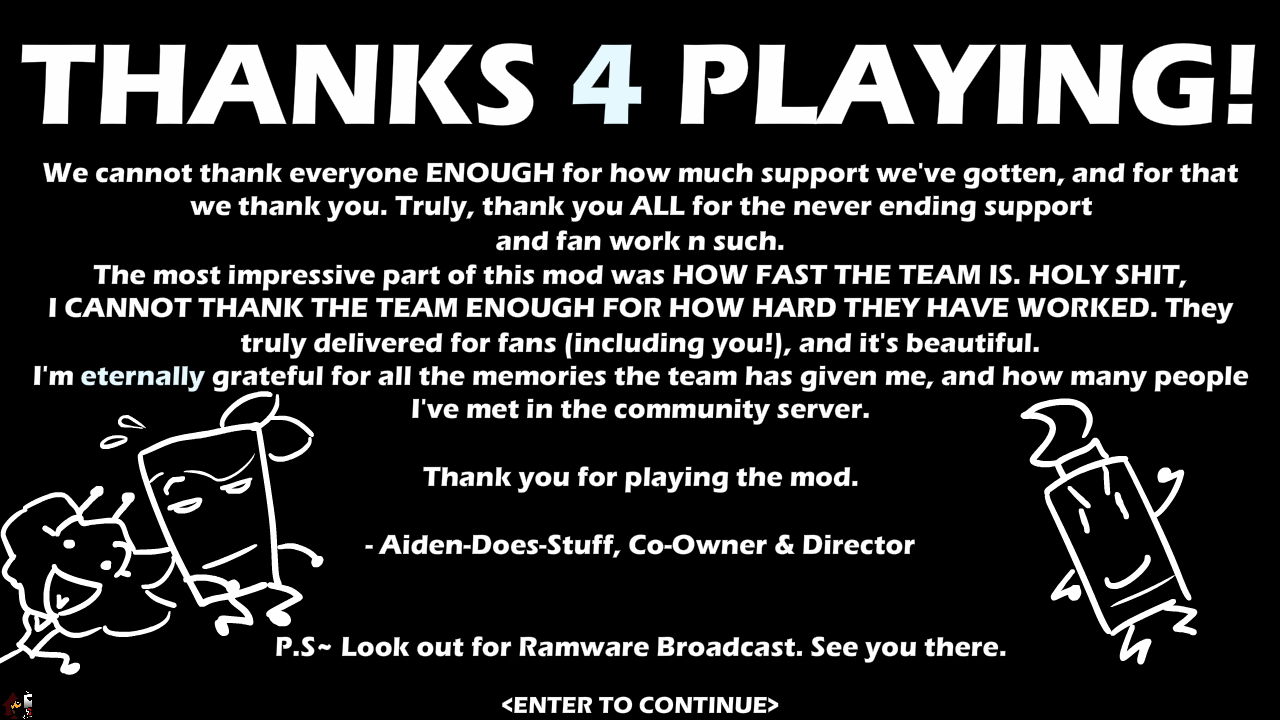 THANKS 4 PLAYING!
We cannot thank everyone ENOUGH for how much support we've gotten, and for that
we thank you. Truly, thank you ALL for the never ending support
and fan work n such.
The most impressive part of this mod was HOW FAST THE TEAM IS. HOLY SHIT,
I CANNOT THANK THE TEAM ENOUGH FOR HOW HARD THEY HAVE WORKED. They
truly delivered for fans (including you!), and it's beautiful.
I'm eternally grateful for all the memories the team has given me, and how many people
I've met in the community server.
Thank you for playing the mod.
- Aiden-Does-Stuff, Co-Owner & Director
P.S~ Look out for Ramware Broadcast. See you there.
<ENTER TO CONTINUE>